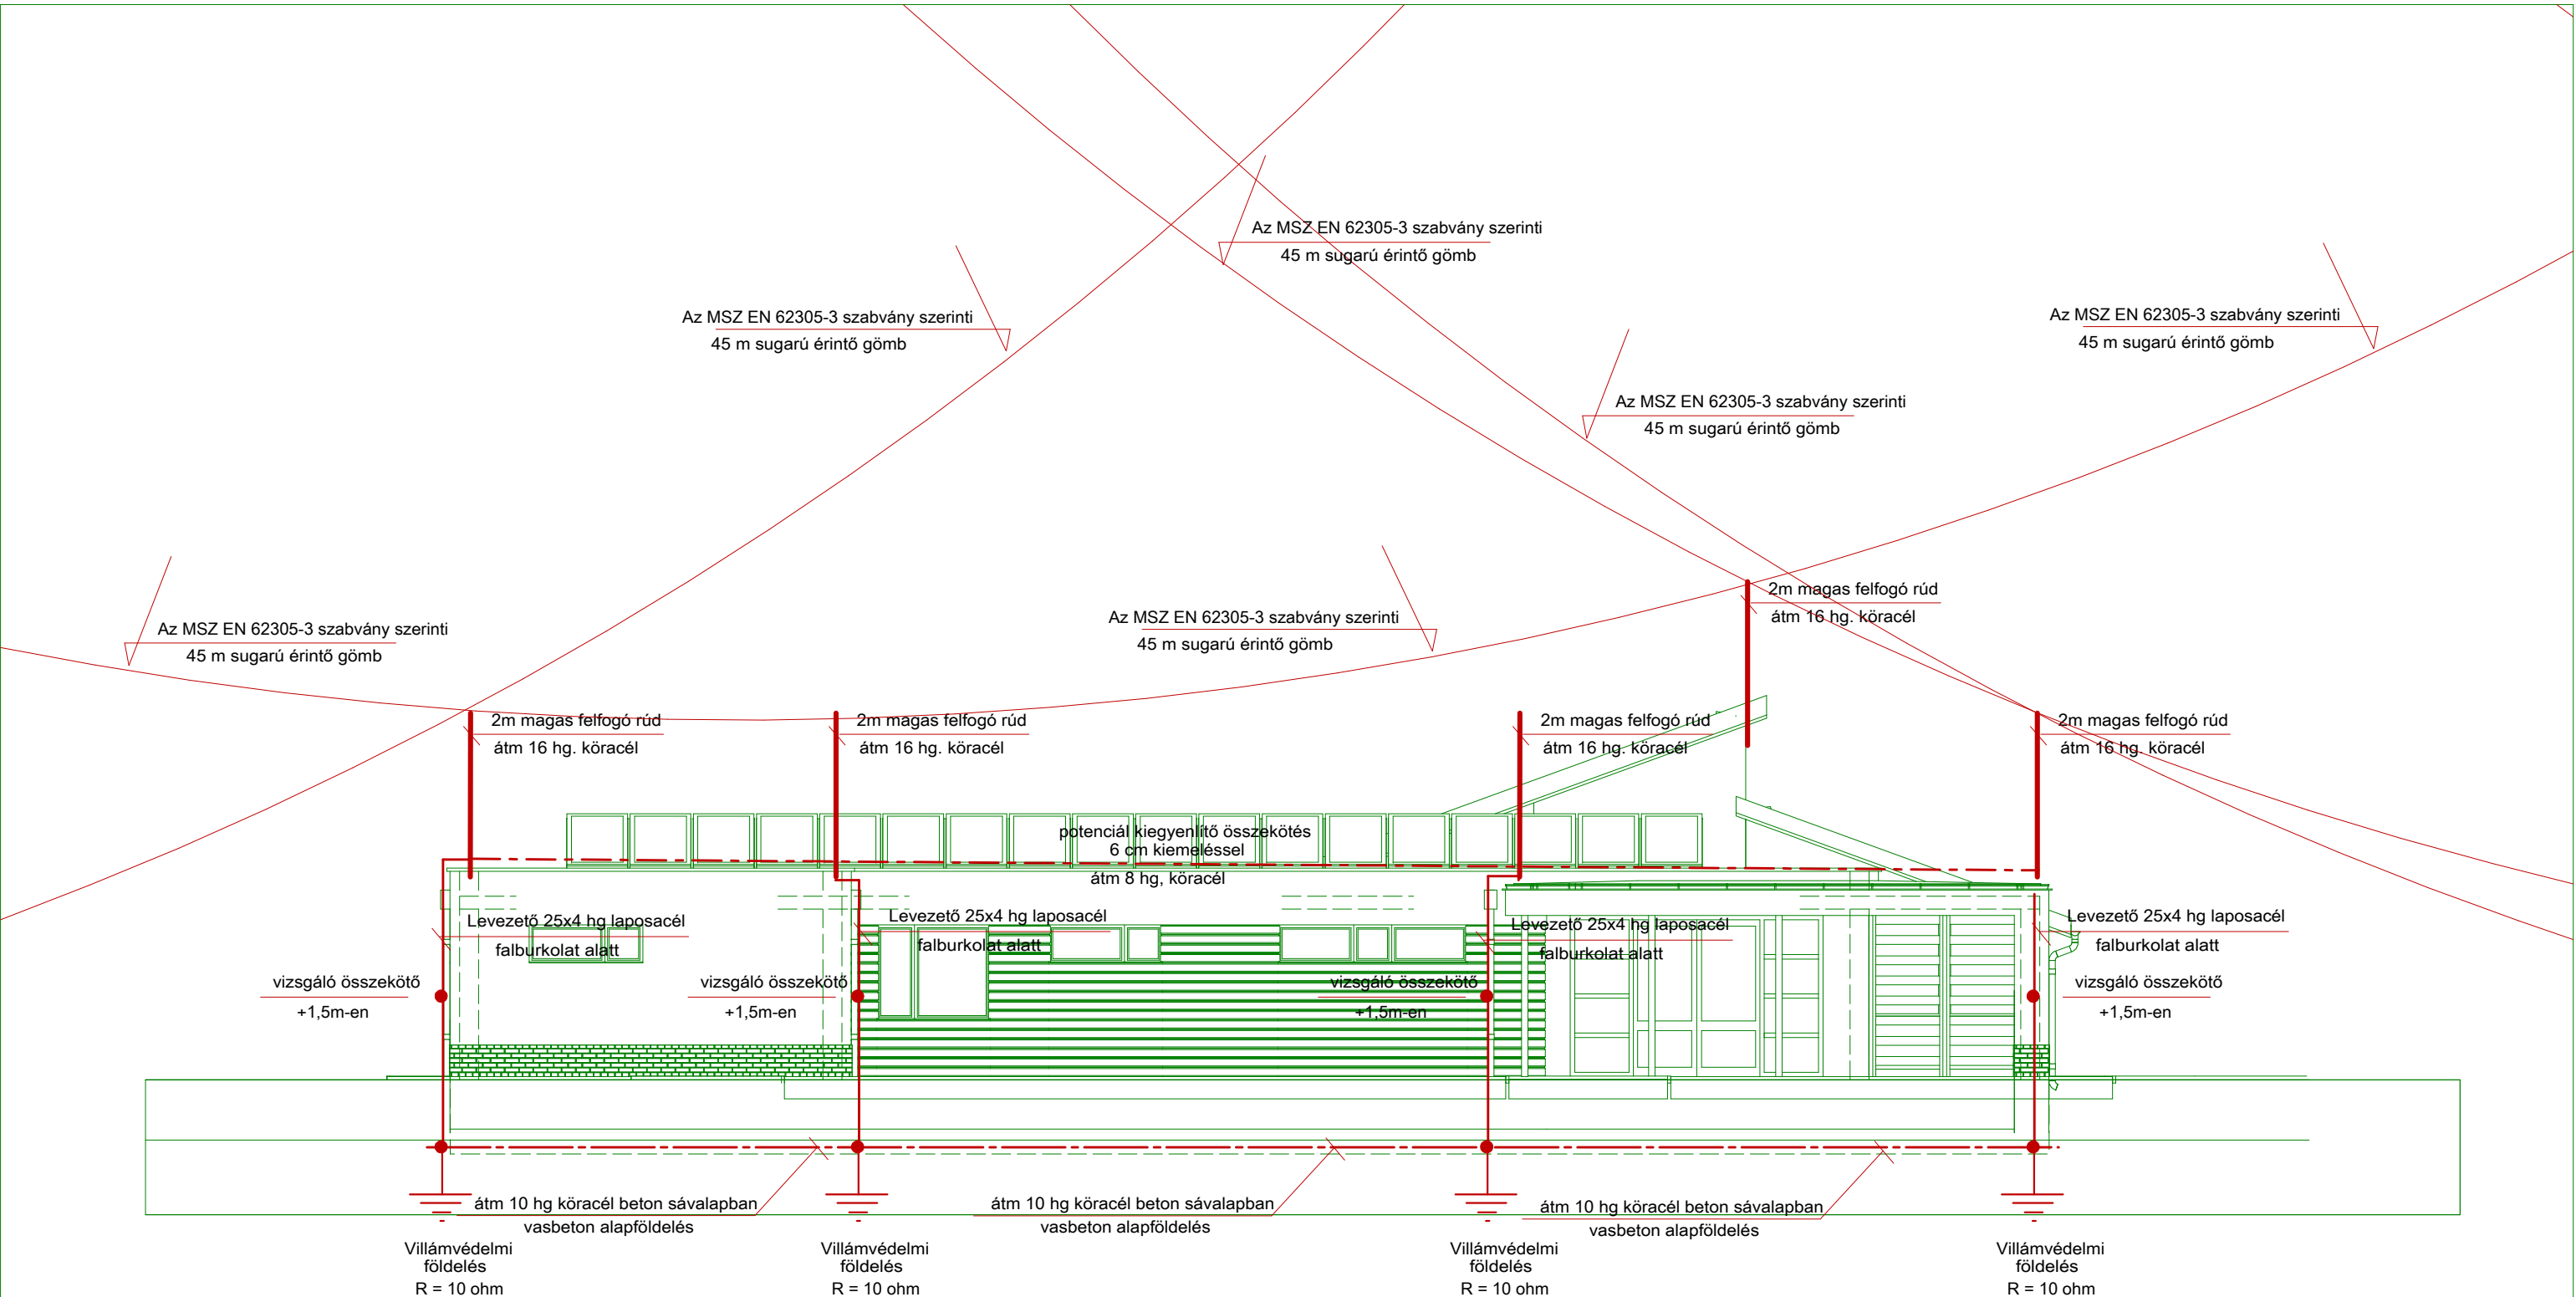 Az MSZ EN 62305-3 szabvány szerinti
45 m sugarú érintő gömb
Az MSZ EN 62305-3 szabvány szerinti
45 m sugarú érintő gömb
Az MSZ EN 62305-3 szabvány szerinti
45 m sugarú érintő gömb
Az MSZ EN 62305-3 szabvány szerinti
45 m sugarú érintő gömb
Az MSZ EN 62305-3 szabvány szerinti
45 m sugarú érintő gömb
Az MSZ EN 62305-3 szabvány szerinti
45 m sugarú érintő gömb
2m magas felfogó rúd
átm 16 hg. köracél
2m magas felfogó rúd
átm 16 hg. köracél
2m magas felfogó rúd
átm 16 hg. köracél
2m magas felfogó rúd
átm 16 hg. köracél
2m magas felfogó rúd
átm 16 hg. köracél
potenciál kiegyenlítő összekötés
6 cm kiemeléssel
átm 8 hg, köracél
Levezető 25x4 hg laposacél
falburkolat alatt
Levezető 25x4 hg laposacél
falburkolat alatt
Levezető 25x4 hg laposacél
falburkolat alatt
Levezető 25x4 hg laposacél
falburkolat alatt
vizsgáló összekötő
+1,5m-en
vizsgáló összekötő
+1,5m-en
vizsgáló összekötő
+1,5m-en
vizsgáló összekötő
+1,5m-en
átm 10 hg köracél beton sávalapban
vasbeton alapföldelés
átm 10 hg köracél beton sávalapban
vasbeton alapföldelés
átm 10 hg köracél beton sávalapban
vasbeton alapföldelés
Villámvédelmi
földelés
R = 10 ohm
Villámvédelmi
földelés
R = 10 ohm
Villámvédelmi
földelés
R = 10 ohm
Villámvédelmi
földelés
R = 10 ohm